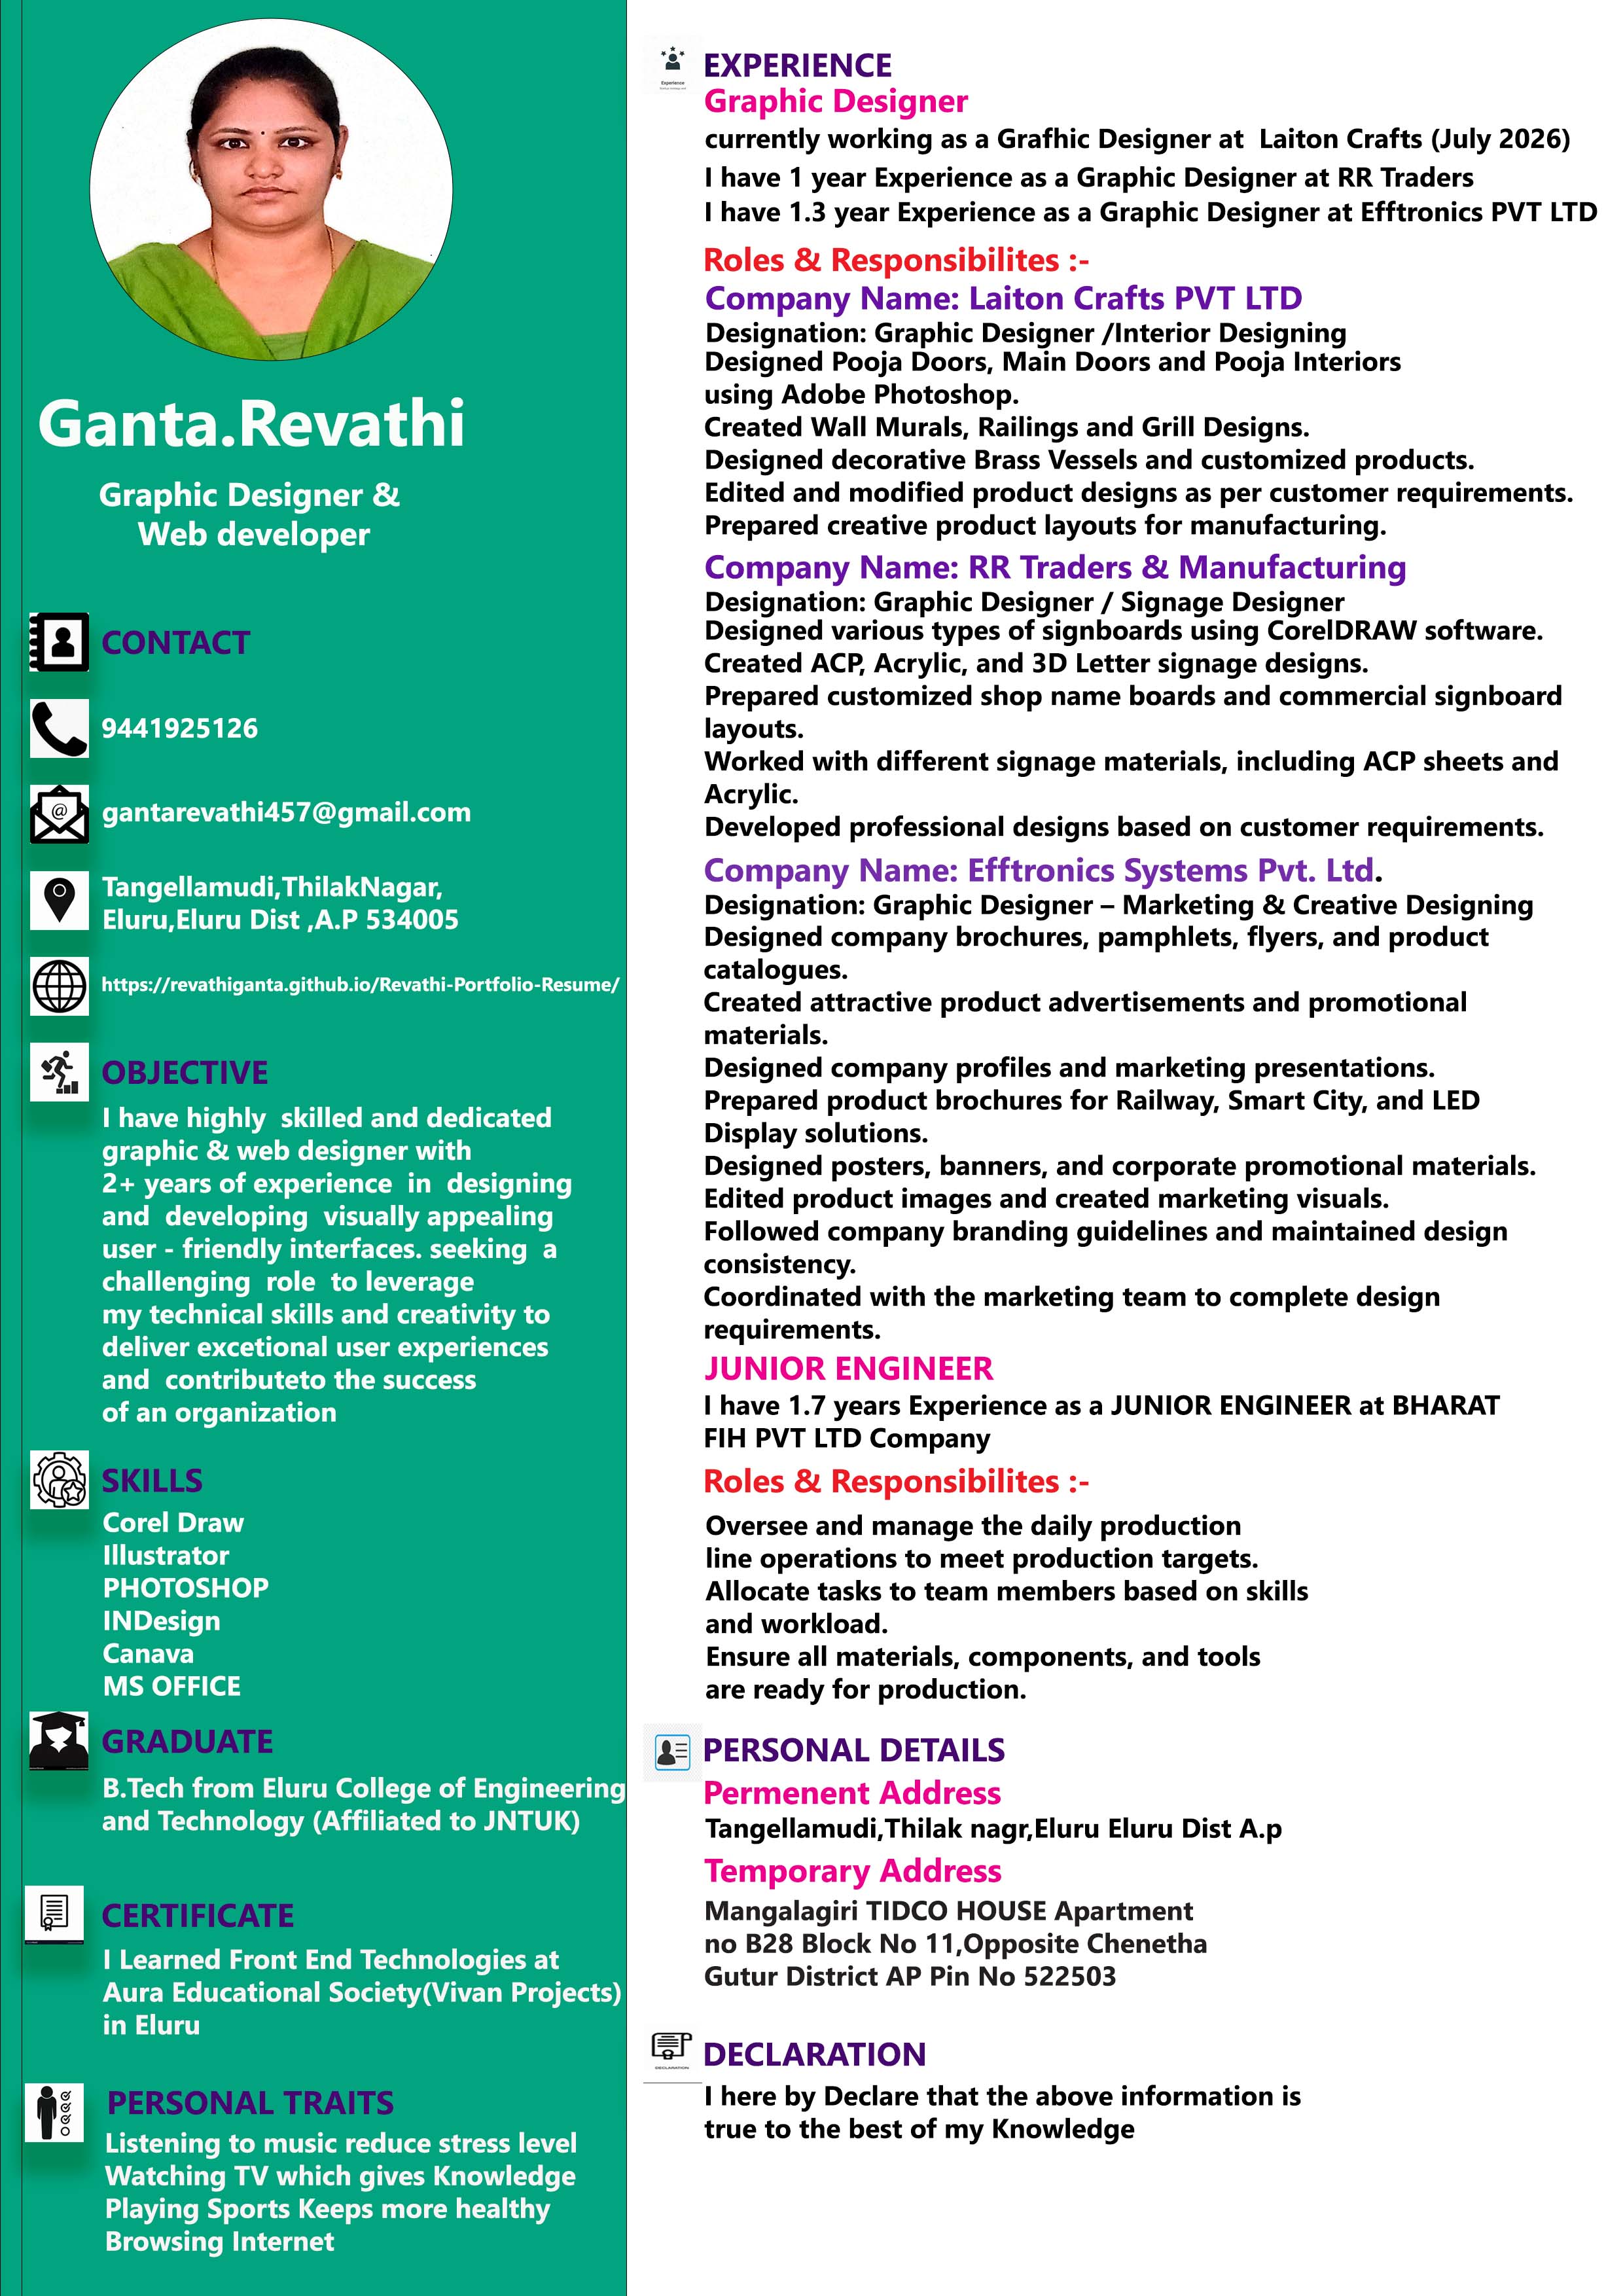 Ganta.Revathi
Graphic Designer &
Web developer
CONTACT
9441925126
@
gantarevathi457@gmail.com
Tangellamudi,ThilakNagar,
Eluru,Eluru Dist ,A.P 534005
https://revathiganta.github.io/Revathi-Portfolio-Resume/
OBJECTIVE
I have highly  skilled and dedicated
graphic & web designer with
2+ years of experience  in  designing
and  developing  visually appealing
user - friendly interfaces. seeking  a
challenging  role  to leverage
my technical skills and creativity to
deliver excetional user experiences
and  contributeto the success
of an organization
SKILLS
Corel Draw
Illustrator
PHOTOSHOP
INDesign
Canava
MS OFFICE
GRADUATE
B.Tech from Eluru College of Engineering
and Technology (Affiliated to JNTUK)
CERTIFICATE
I Learned Front End Technologies at
Aura Educational Society(Vivan Projects)
in Eluru
PERSONAL TRAITS
Listening to music reduce stress level
Watching TV which gives Knowledge
Playing Sports Keeps more healthy
Browsing Internet
Experience
EXPERIENCE
Graphic Designer
currently working as a Grafhic Designer at  Laiton Crafts (July 2026)
I have 1 year Experience as a Graphic Designer at RR Traders
I have 1.3 year Experience as a Graphic Designer at Efftronics PVT LTD
Roles & Responsibilites :-
Company Name: Laiton Crafts PVT LTD
Designation: Graphic Designer /Interior Designing
Designed Pooja Doors, Main Doors and Pooja Interiors
using Adobe Photoshop.
Created Wall Murals, Railings and Grill Designs.
Designed decorative Brass Vessels and customized products.
Edited and modified product designs as per customer requirements.
Prepared creative product layouts for manufacturing.
Company Name: RR Traders & Manufacturing
Designation: Graphic Designer / Signage Designer
Designed various types of signboards using CorelDRAW software.
Created ACP, Acrylic, and 3D Letter signage designs.
Prepared customized shop name boards and commercial signboard
layouts.
Worked with different signage materials, including ACP sheets and
Acrylic.
Developed professional designs based on customer requirements.
Company Name: Efftronics Systems Pvt. Ltd.
Designation: Graphic Designer – Marketing & Creative Designing
Designed company brochures, pamphlets, flyers, and product
catalogues.
Created attractive product advertisements and promotional
materials.
Designed company profiles and marketing presentations.
Prepared product brochures for Railway, Smart City, and LED
Display solutions.
Designed posters, banners, and corporate promotional materials.
Edited product images and created marketing visuals.
Followed company branding guidelines and maintained design
consistency.
Coordinated with the marketing team to complete design
requirements.
JUNIOR ENGINEER
I have 1.7 years Experience as a JUNIOR ENGINEER at BHARAT
FIH PVT LTD Company
Roles & Responsibilites :-
Oversee and manage the daily production
line operations to meet production targets.
Allocate tasks to team members based on skills
and workload.
Ensure all materials, components, and tools
are ready for production.
PERSONAL DETAILS
Permenent Address
Tangellamudi,Thilak nagr,Eluru Eluru Dist A.p
Temporary Address
Mangalagiri TIDCO HOUSE Apartment
no B28 Block No 11,Opposite Chenetha
Gutur District AP Pin No 522503
DECLARATION
DECLARATION
I here by Declare that the above information is
true to the best of my Knowledge